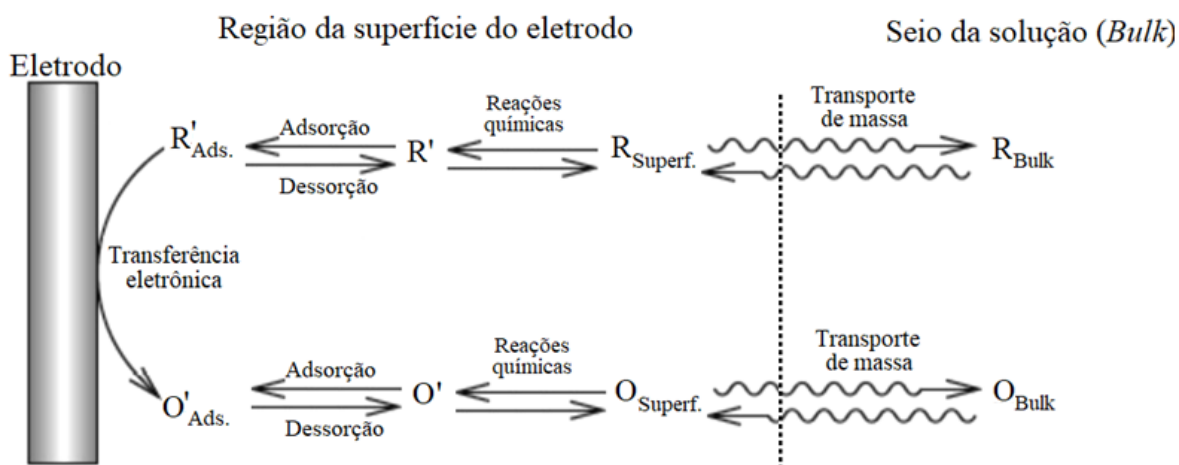 Região da superfície do eletrodo
Seio da solução (Bulk)
Eletrodo
R'Ads.
Adsorção
Dessorção
R'
Reações
químicas
RSuperf.
Transporte
de massa
RBulk
Transferência
eletrônica
O'Ads.
Adsorção
Dessorção
O'
Reações
químicas
OSuperf.
Transporte
de massa
OBulk